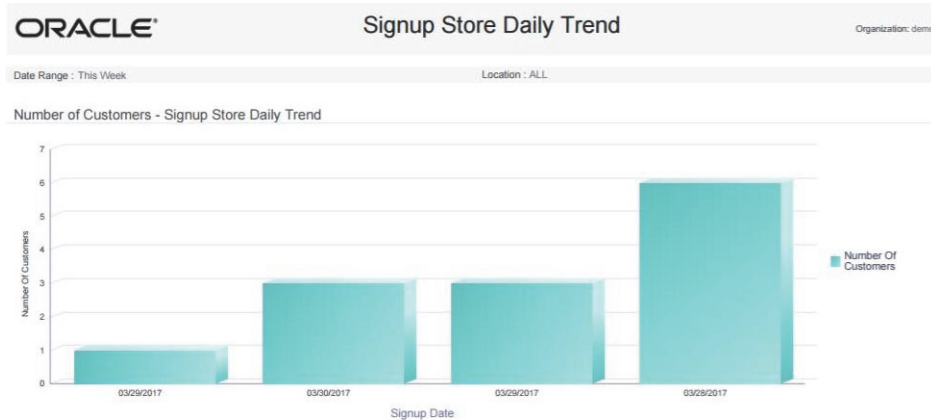 ORACLE®
Signup Store Daily Trend
Organization:
Date Range : This Week
Location : ALL
Number of Customers - Signup Store Daily Trend
7
6
5
4
3
2
1
0
Number Of Customers
03/29/2017
03/30/2017
03/29/2017
03/28/2017
Signup Date
Number Of
Customers